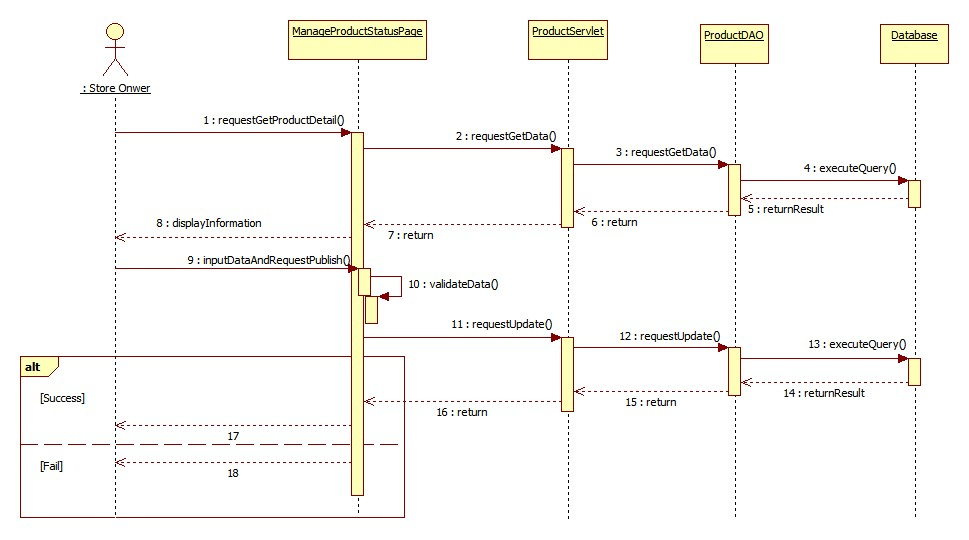 ManageProductStatusPage
ProductServlet
ProductDAO
Database
: Store Onwer
1 : requestGetProductDetail()
2 : requestGetData()
3 : requestGetData()
4 : executeQuery()
5 : returnResult
6 : return
7 : return
8 : displayInformation
9 : inputDataAndRequestPublish()
10 : validateData()
11 : requestUpdate()
12 : requestUpdate()
13 : executeQuery()
alt
[Success]
14 : returnResult
15 : return
16 : return
17
[Fail]
18